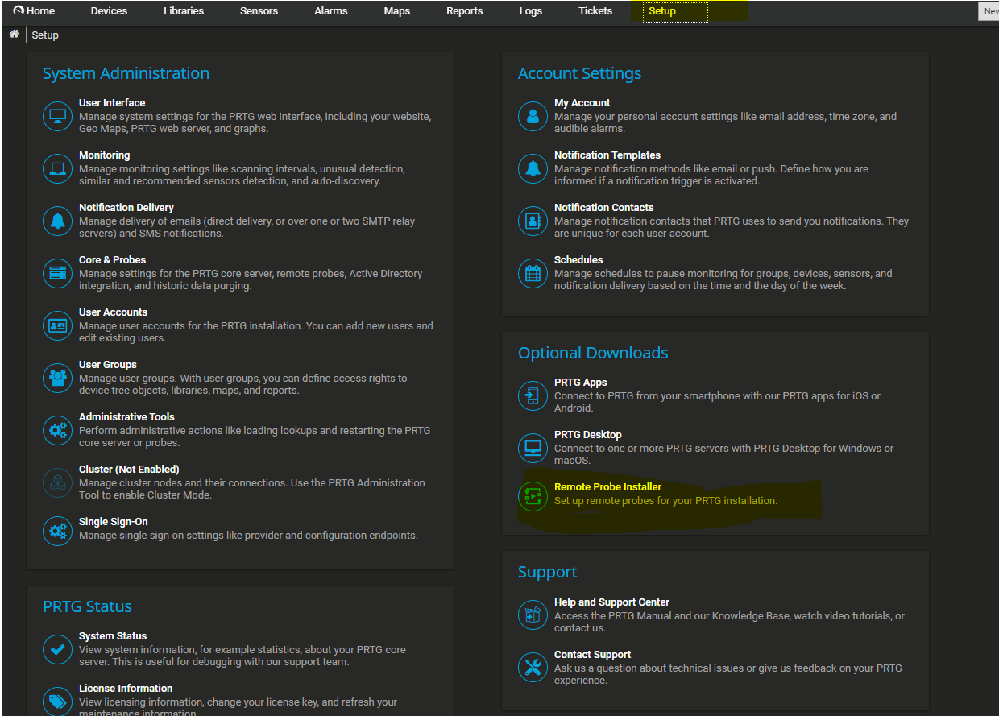 Home Devices Libraries Sensors Alarms Maps Reports Logs Tickets Setup New
Setup
System Administration
User Interface
Manage system settings for the PRTG web interface, including your website,
Geo Maps, PRTG web server, and graphs.
Monitoring
Manage monitoring settings like scanning intervals, unusual detection,
similar and recommended sensors detection, and auto-discovery.
Notification Delivery
Manage delivery of emails (direct delivery, or over one or two SMTP relay
servers) and SMS notifications.
Core & Probes
Manage settings for the PRTG core server, remote probes, Active Directory
integration, and historic data purging.
User Accounts
Manage user accounts for the PRTG installation. You can add new users and
edit existing users.
User Groups
Manage user groups. With user groups, you can define access rights to
device tree objects, libraries, maps, and reports.
Administrative Tools
Perform administrative actions like loading lookups and restarting the PRTG
core server or probes.
Cluster (Not Enabled)
Manage cluster nodes and their connections. Use the PRTG Administration
Tool to enable Cluster Mode.
Single Sign-On
Manage single sign-on settings like provider and configuration endpoints.
PRTG Status
System Status
View system information, for example statistics, about your PRTG core
server. This is useful for debugging with our support team.
License Information
View licensing information, change your license key, and refresh your
maintenance information.
Account Settings
My Account
Manage your personal account settings like email address, time zone, and
audible alarms.
Notification Templates
Manage notification methods like email or push. Define how you are
informed if a notification trigger is activated.
Notification Contacts
Manage notification contacts that PRTG uses to send you notifications. They
are unique for each user account.
Schedules
Manage schedules to pause monitoring for groups, devices, sensors, and
notification delivery based on the time and the day of the week.
Optional Downloads
PRTG Apps
Connect to PRTG from your smartphone with our PRTG apps for iOS or
Android.
PRTG Desktop
Connect to one or more PRTG servers with PRTG Desktop for Windows or
macOS.
Remote Probe Installer
Set up remote probes for your PRTG installation.
Support
Help and Support Center
Access the PRTG Manual and our Knowledge Base, watch video tutorials, or
contact us.
Contact Support
Ask us a question about technical issues or give us feedback on your PRTG
experience.